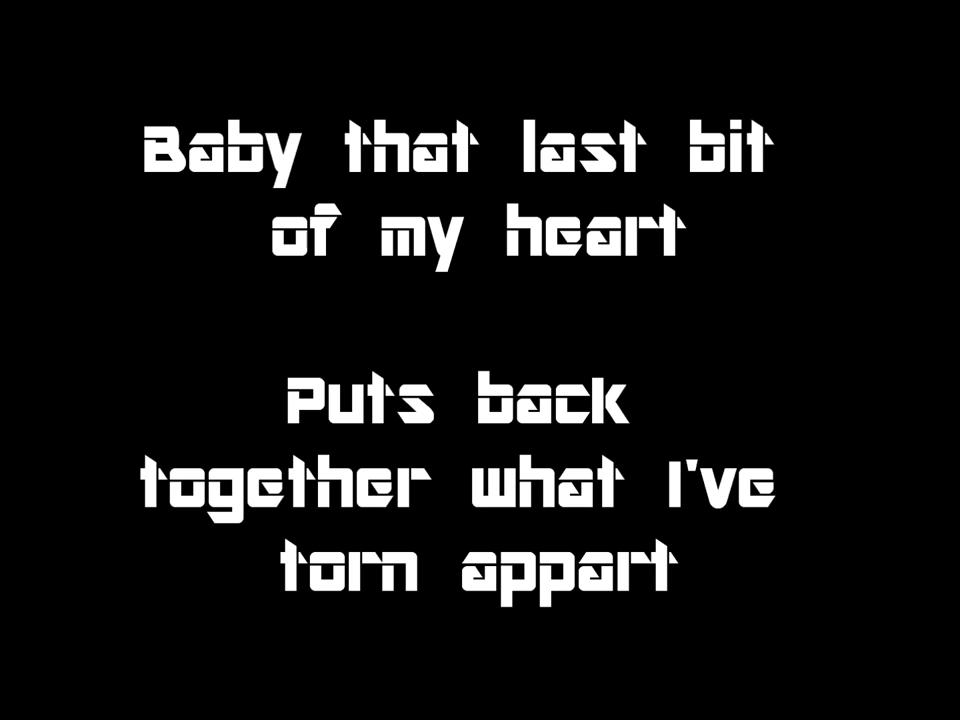 Baby that last bit
of my heart
Puts back
together what I've
torn appart